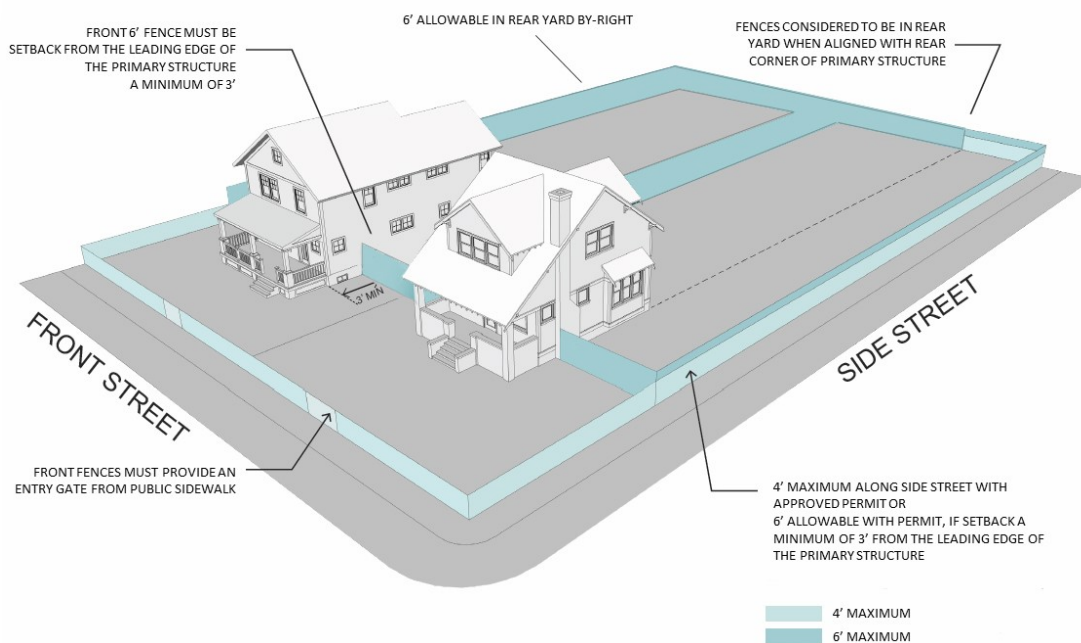 6' ALLOWABLE IN REAR YARD BY-RIGHT
FRONT 6' FENCE MUST BE
SETBACK FROM THE LEADING EDGE OF
THE PRIMARY STRUCTURE
A MINIMUM OF 3'
FENCES CONSIDERED TO BE IN REAR
YARD WHEN ALIGNED WITH REAR
CORNER OF PRIMARY STRUCTURE
3' MIN
FRONT STREET
SIDE STREET
FRONT FENCES MUST PROVIDE AN
ENTRY GATE FROM PUBLIC SIDEWALK
4' MAXIMUM ALONG SIDE STREET WITH
APPROVED PERMIT OR
6' ALLOWABLE WITH PERMIT, IF SETBACK A
MINIMUM OF 3' FROM THE LEADING EDGE OF
THE PRIMARY STRUCTURE
4' MAXIMUM
6' MAXIMUM